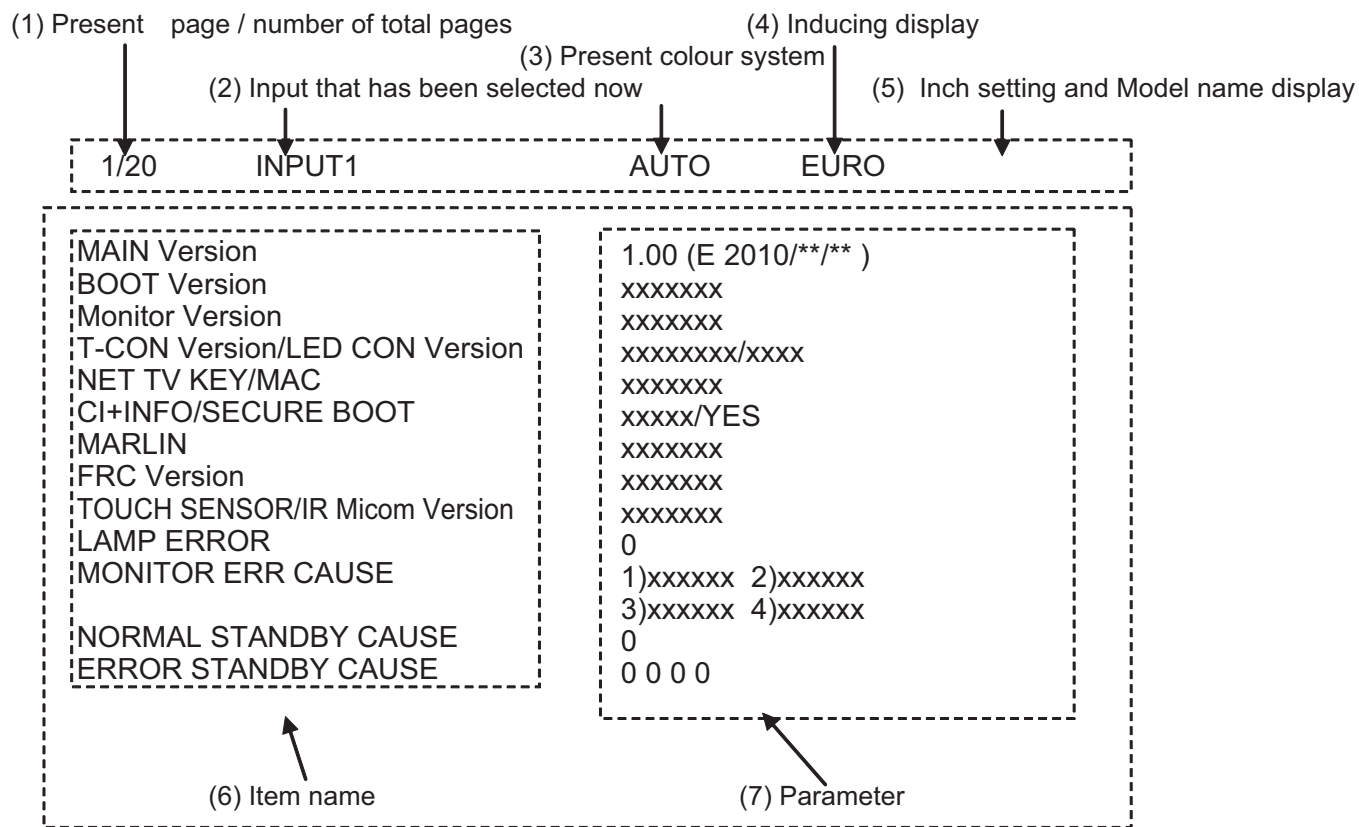 (1) Present page / number of total pages
(4) Inducing display
(3) Present colour system
(2) Input that has been selected now
(5) Inch setting and Model name display
1/20 INPUT1 AUTO EURO
MAIN Version 1.00 (E 2010/**/** )
BOOT Version xxxxxxx
Monitor Version xxxxxxx
T-CON Version/LED CON Version xxxxxxxx/xxxx
NET TV KEY/MAC xxxxxxx
CI+INFO/SECURE BOOT xxxxx/YES
MARLIN xxxxxxx
FRC Version xxxxxxx
TOUCH SENSOR/IR Micom Version xxxxxxx
LAMP ERROR 0
MONITOR ERR CAUSE 1)xxxxxx 2)xxxxxx
3)xxxxxx 4)xxxxxx
NORMAL STANDBY CAUSE 0
ERROR STANDBY CAUSE 0 0 0 0
(6) Item name
(7) Parameter